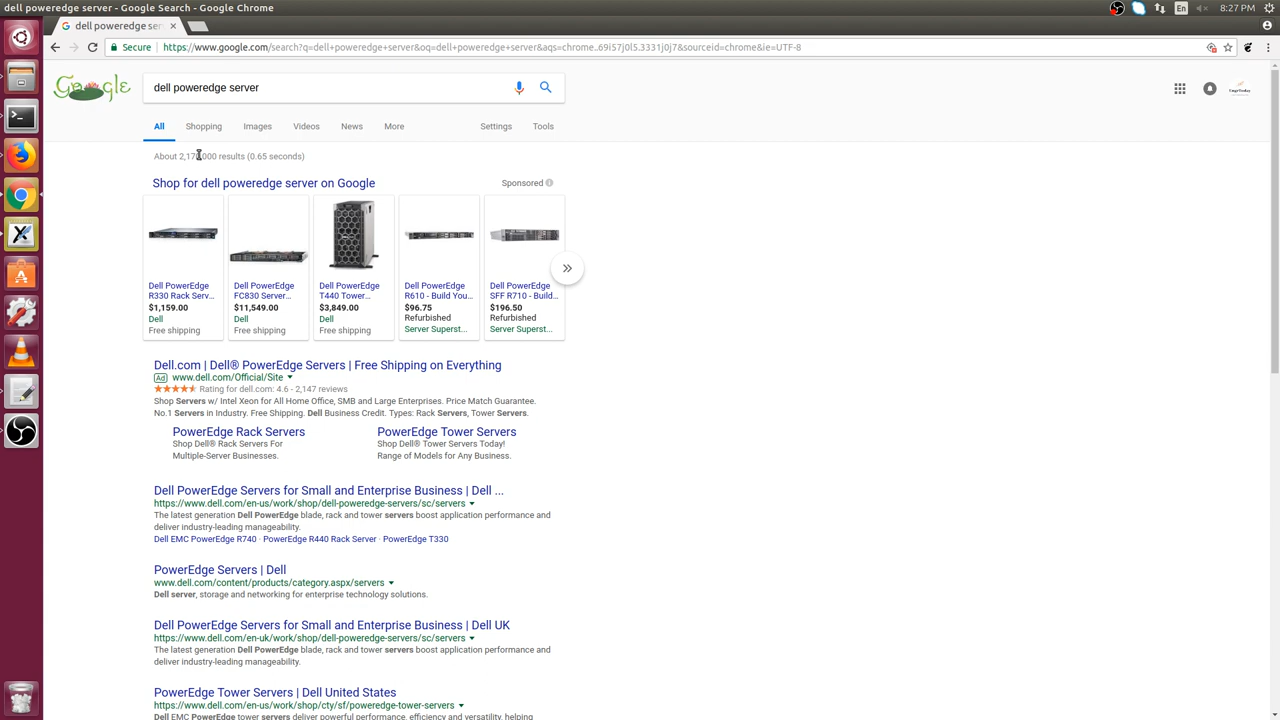 dell poweredge server - Google Search - Google Chrome
En
8:27 PM
dell poweredge ser
Secure
https://www.google.com/search?q=dell+poweredge+server&oq=dell+poweredge+server&aqs=chrome..69i57j0l5.3331j0j7&sourceid=chrome&ie=UTF-8
Google
dell poweredge server
All
Shopping
Images
Videos
News
More
Settings
Tools
results (0.65 seconds)
Shop for dell poweredge server on Google
Sponsored
Dell PowerEdge
R330 Rack Serv...
$1,159.00
Dell
Free shipping
Dell PowerEdge
FC830 Server...
$11,549.00
Dell
Free shipping
Dell PowerEdge
T440 Tower...
$3,849.00
Dell
Free shipping
Dell PowerEdge
R610 - Build You...
$96.75
Refurbished
Server Superst...
Dell PowerEdge
SFF R710 - Build...
$196.50
Refurbished
Server Superst...
Dell.com | Dell® PowerEdge Servers | Free Shipping on Everything
Ad www.dell.com/Official/Site
Rating for dell.com: 4.6 - 2,147 reviews
Shop Servers w/ Intel Xeon for All Home Office, SMB and Large Enterprises. Price Match Guarantee.
No.1 Servers in Industry. Free Shipping. Dell Business Credit. Types: Rack Servers, Tower Servers.
PowerEdge Rack Servers
Shop Dell® Rack Servers For
Multiple-Server Businesses.
PowerEdge Tower Servers
Shop Dell® Tower Servers Today!
Range of Models for Any Business.
Dell PowerEdge Servers for Small and Enterprise Business | Dell ...
https://www.dell.com/en-us/work/shop/dell-poweredge-servers/sc/servers
The latest generation Dell PowerEdge blade, rack and tower servers boost application performance and
deliver industry-leading manageability.
Dell EMC PowerEdge R740 · PowerEdge R440 Rack Server · PowerEdge T330
PowerEdge Servers | Dell
www.dell.com/content/products/category.aspx/servers
Dell server, storage and networking for enterprise technology solutions.
Dell PowerEdge Servers for Small and Enterprise Business | Dell UK
https://www.dell.com/en-uk/work/shop/dell-poweredge-servers/sc/servers
The latest generation Dell PowerEdge blade, rack and tower servers boost application performance and
deliver industry-leading manageability.
PowerEdge Tower Servers | Dell United States
https://www.dell.com/en-us/work/shop/cty/sf/poweredge-tower-servers
Dell EMC PowerEdge tower servers deliver powerful performance, efficiency and versatility, helping